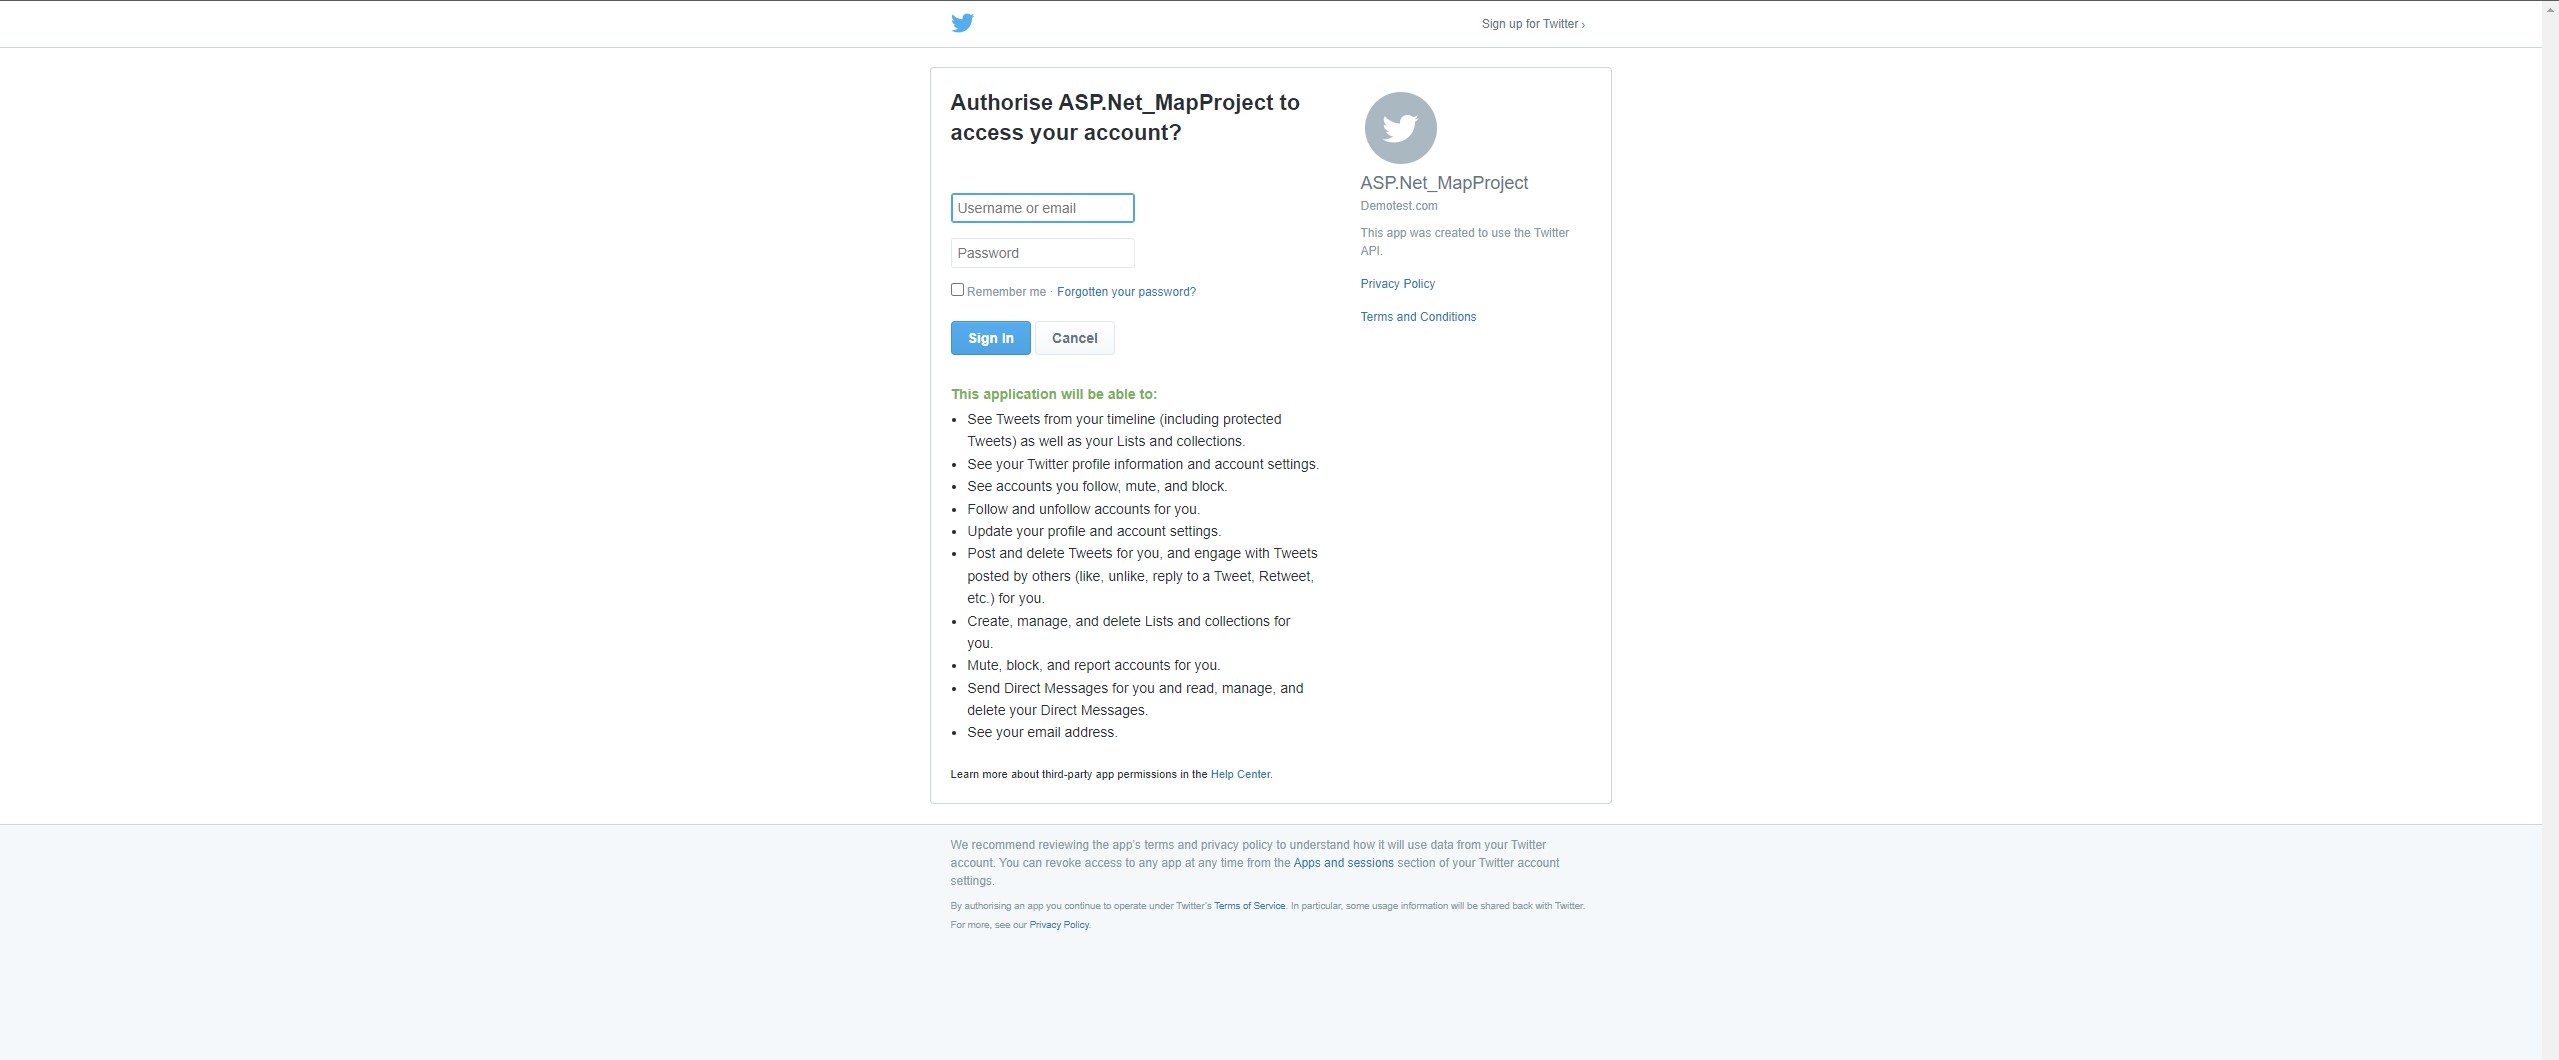 Sign up for Twitter ›
Authorise ASP.Net_MapProject to
access your account?
Username or email
Password
Remember me · Forgotten your password?
Sign In
Cancel
This application will be able to:
• See Tweets from your timeline (including protected
Tweets) as well as your Lists and collections.
• See your Twitter profile information and account settings.
• See accounts you follow, mute, and block.
• Follow and unfollow accounts for you.
• Update your profile and account settings.
• Post and delete Tweets for you, and engage with Tweets
posted by others (like, unlike, reply to a Tweet, Retweet,
etc.) for you.
• Create, manage, and delete Lists and collections for
you.
• Mute, block, and report accounts for you.
• Send Direct Messages for you and read, manage, and
delete your Direct Messages.
• See your email address.
Learn more about third-party app permissions in the Help Center.
ASP.Net_MapProject
Demotest.com
This app was created to use the Twitter
API.
Privacy Policy
Terms and Conditions
We recommend reviewing the app's terms and privacy policy to understand how it will use data from your Twitter
account. You can revoke access to any app at any time from the Apps and sessions section of your Twitter account
settings.
By authorising an app you continue to operate under Twitter's Terms of Service. In particular, some usage information will be shared back with Twitter.
For more, see our Privacy Policy.